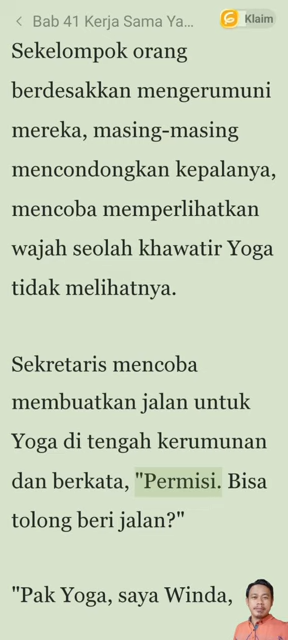 Bab 41 Kerja Sama Ya...
Klaim
Sekelompok orang
berdesakkan mengerumuni
mereka, masing-masing
mencondongkan kepalanya,
mencoba memperlihatkan
wajah seolah khawatir Yoga
tidak melihatnya.
Sekretaris mencoba
membuatkan jalan untuk
Yoga di tengah kerumunan
dan berkata, "Permisi. Bisa
tolong beri jalan?"
"Pak Yoga, saya Winda,